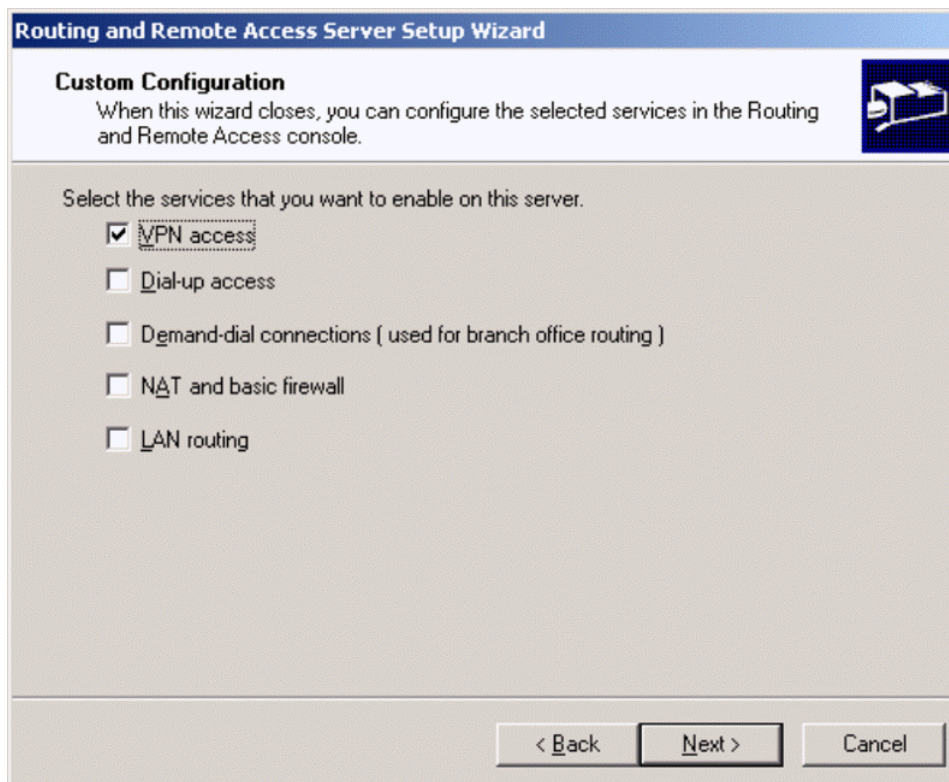 Routing and Remote Access Server Setup Wizard
Custom Configuration
When this wizard closes, you can configure the selected services in the Routing
and Remote Access console.
Select the services that you want to enable on this server.
VPN access
Dial-up access
Demand-dial connections ( used for branch office routing )
NAT and basic firewall
LAN routing
< Back Next > Cancel